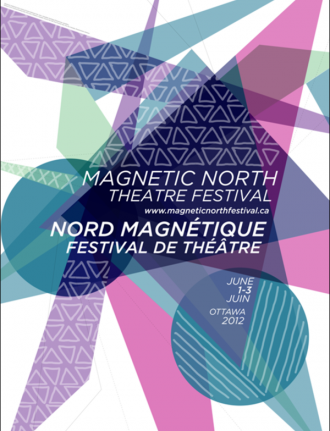 MAGNETIC NORTH
THEATRE FESTIVAL
www.magneticnorthfestival.ca
NORD MAGNÉTIQUE
FESTIVAL DE THÉÂTRE
JUNE
1-3
JUIN
OTTAWA
2012